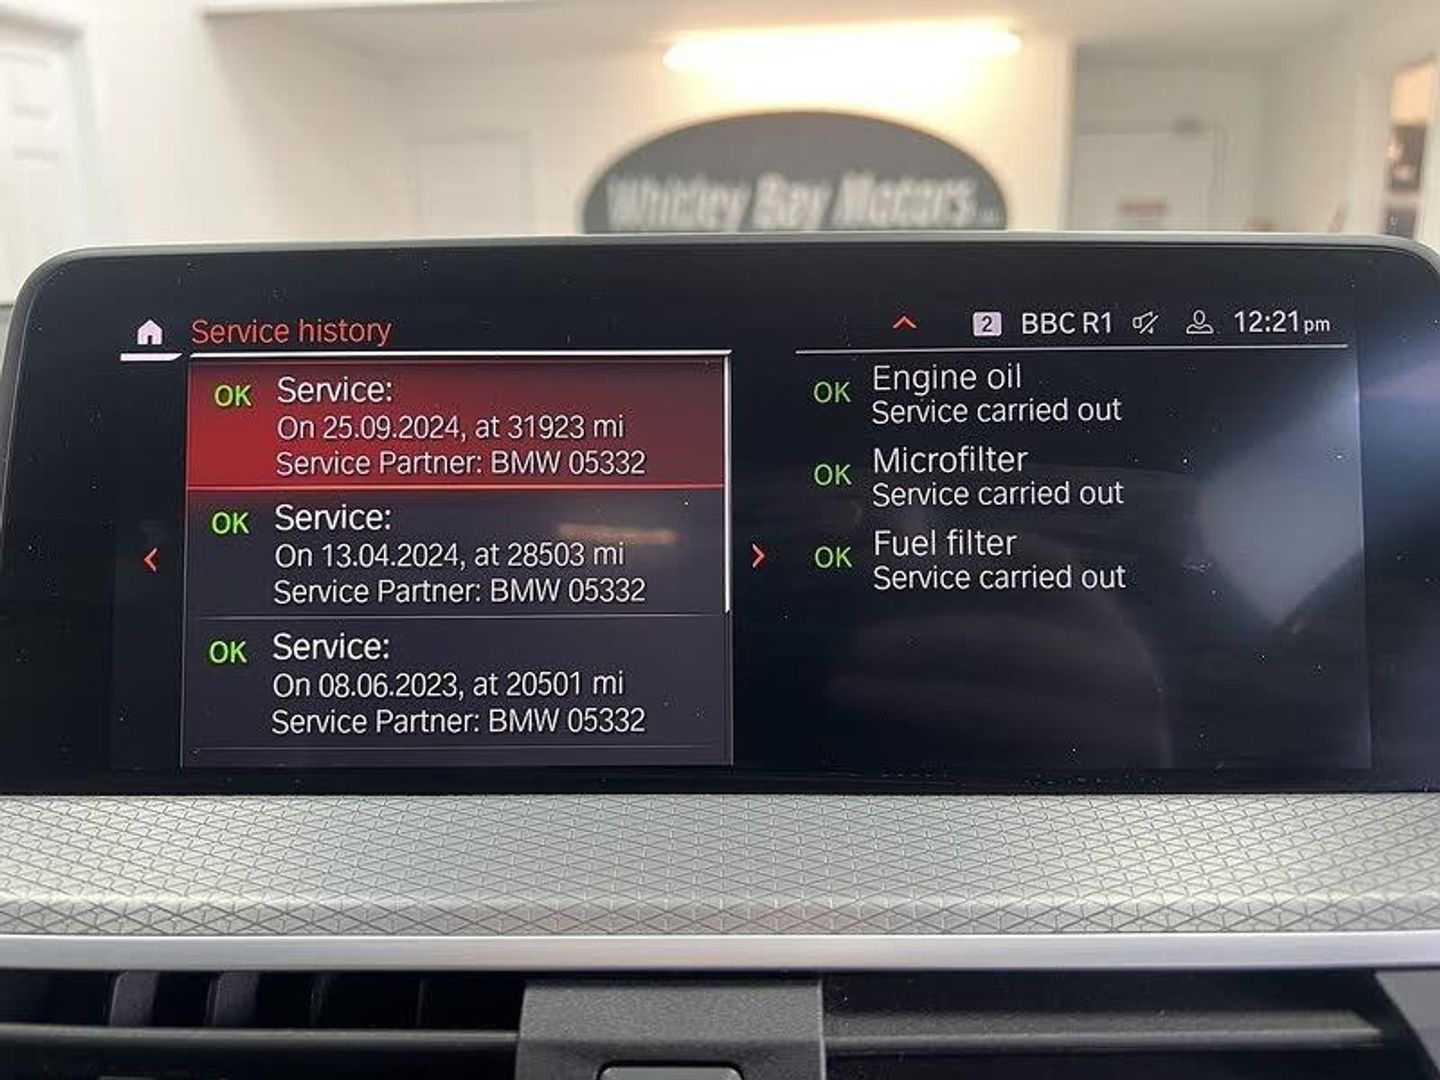 Whitley Bay Motors
Service history
2 BBC R1 12:21pm
OK Service:
On 25.09.2024, at 31923 mi
Service Partner: BMW 05332
OK Service:
On 13.04.2024, at 28503 mi
Service Partner: BMW 05332
OK Service:
On 08.06.2023, at 20501 mi
Service Partner: BMW 05332
OK Engine oil
Service carried out
OK Microfilter
Service carried out
OK Fuel filter
Service carried out